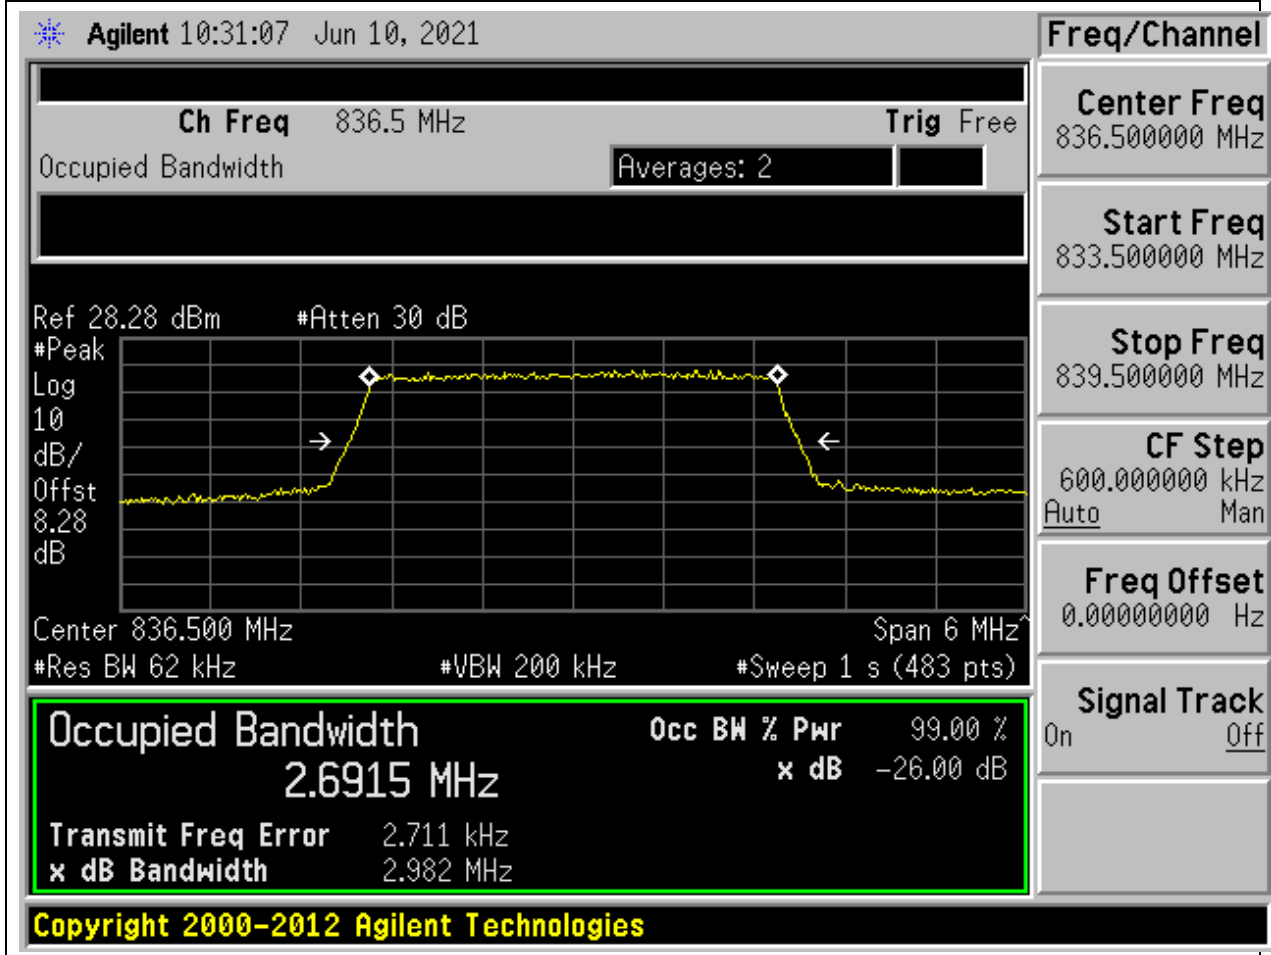 Agilent 10:31:07 Jun 10, 2021
Freq/Channel
Ch Freq 836.5 MHz Trig Free
Occupied Bandwidth Averages: 2
Center Freq
836.500000 MHz
Start Freq
833.500000 MHz
Stop Freq
839.500000 MHz
CF Step
600.000000 kHz
Auto Man
Freq Offset
0.00000000 Hz
Signal Track
On Off
Ref 28.28 dBm #Atten 30 dB
#Peak
Log
10
dB/
Offst
8.28
dB
Center 836.500 MHz Span 6 MHz^
#Res BW 62 kHz #VBW 200 kHz #Sweep 1 s (483 pts)
Occupied Bandwidth Occ BW % Pwr 99.00 %
2.6915 MHz x dB -26.00 dB
Transmit Freq Error 2.711 kHz
x dB Bandwidth 2.982 MHz
Copyright 2000-2012 Agilent Technologies